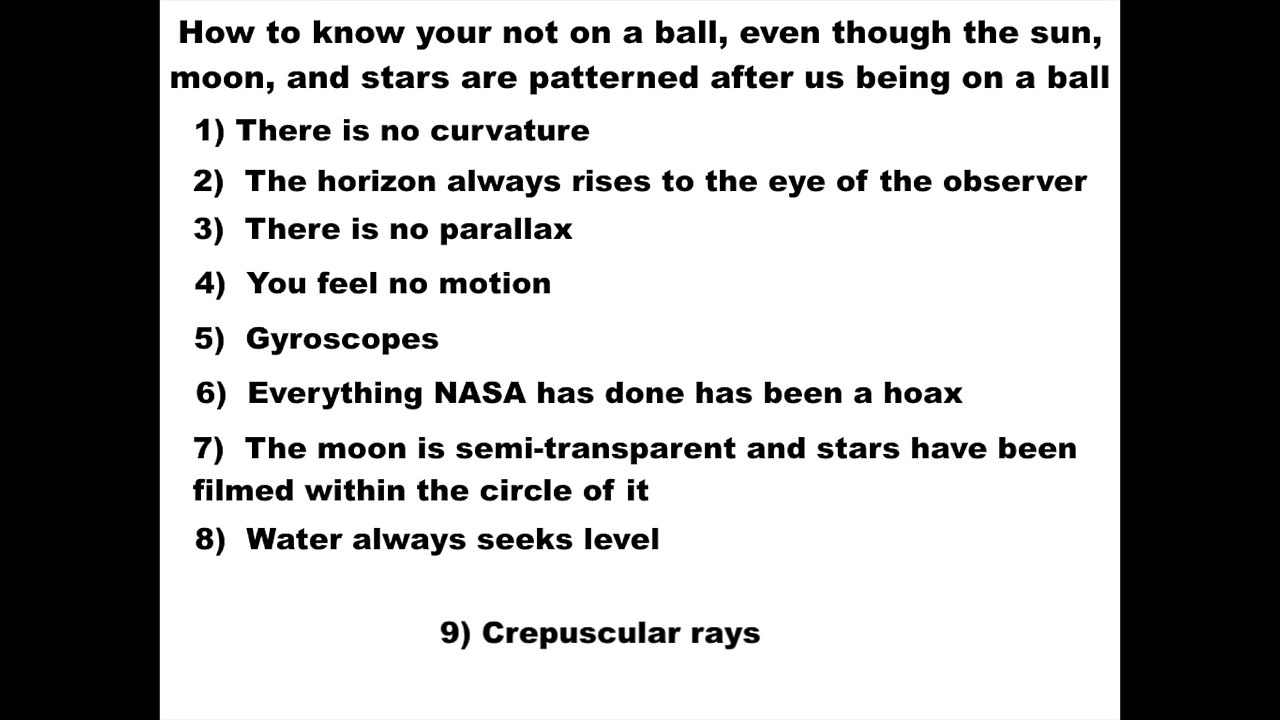 How to know your not on a ball, even though the sun,
moon, and stars are patterned after us being on a ball
1) There is no curvature
2) The horizon always rises to the eye of the observer
3) There is no parallax
4) You feel no motion
5) Gyroscopes
6) Everything NASA has done has been a hoax
7) The moon is semi-transparent and stars have been
filmed within the circle of it
8) Water always seeks level
9) Crepuscular rays